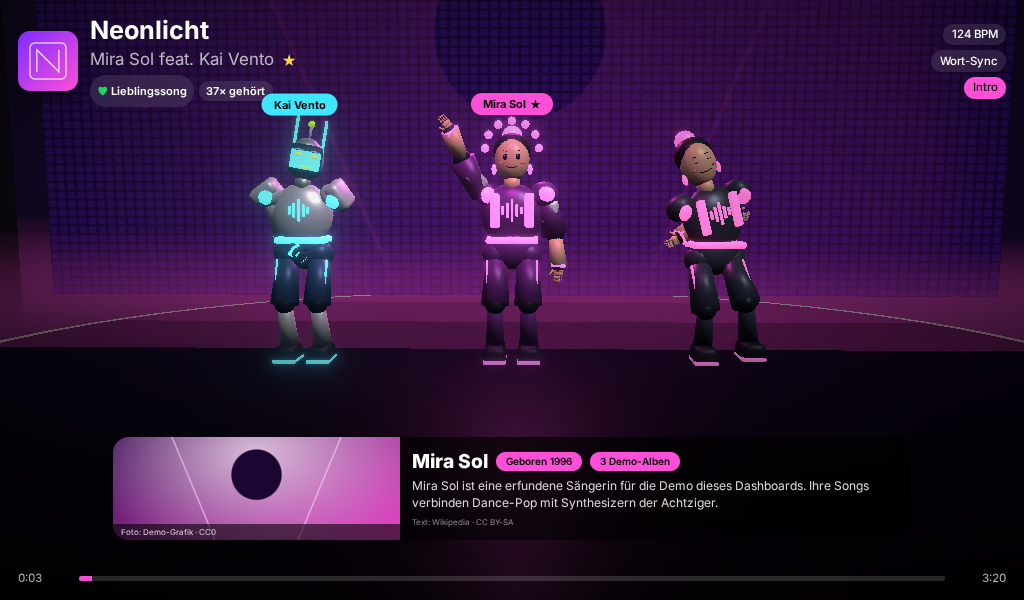 Neonlicht
Mira Sol feat. Kai Vento ★
Lieblingssong
37× gehört
124 BPM
Wort-Sync
Intro
Kai Vento
Mira Sol ★
Mira Sol
Geboren 1996
3 Demo-Alben
Mira Sol ist eine erfundene Sängerin für die Demo dieses Dashboards. Ihre Songs
verbinden Dance-Pop mit Synthesizern der Achtziger.
Text: Wikipedia · CC BY-SA
Foto: Demo-Grafik · CC0
0:03
3:20